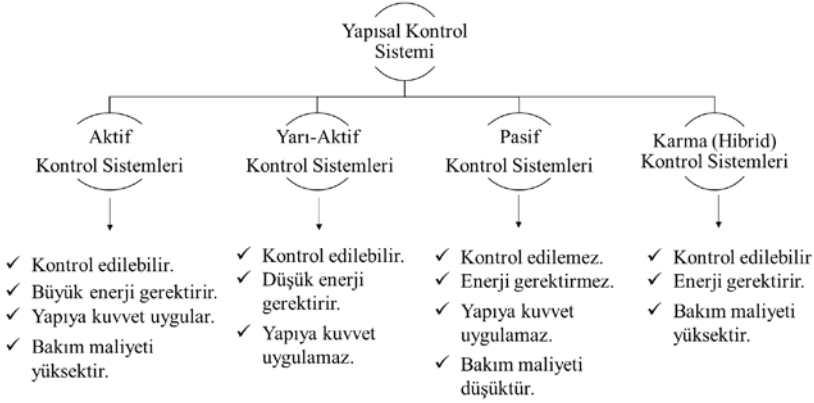 Yapısal Kontrol
Sistemi
Aktif
Kontrol Sistemleri
Yarı-Aktif
Kontrol Sistemleri
Pasif
Kontrol Sistemleri
Karma (Hibrid)
Kontrol Sistemleri
✓ Kontrol edilebilir.
✓ Büyük enerji gerektirir.
✓ Yapıya kuvvet uygular.
✓ Bakım maliyeti
yüksektir.
✓ Kontrol edilebilir.
✓ Düşük enerji
gerektirir.
✓ Yapıya kuvvet
uygulamaz.
✓ Kontrol edilemez.
✓ Enerji gerektirmez.
✓ Yapıya kuvvet
uygulamaz.
✓ Bakım maliyeti
düşüktür.
✓ Kontrol edilebilir
✓ Enerji gerektirir.
✓ Bakım maliyeti
yüksektir.